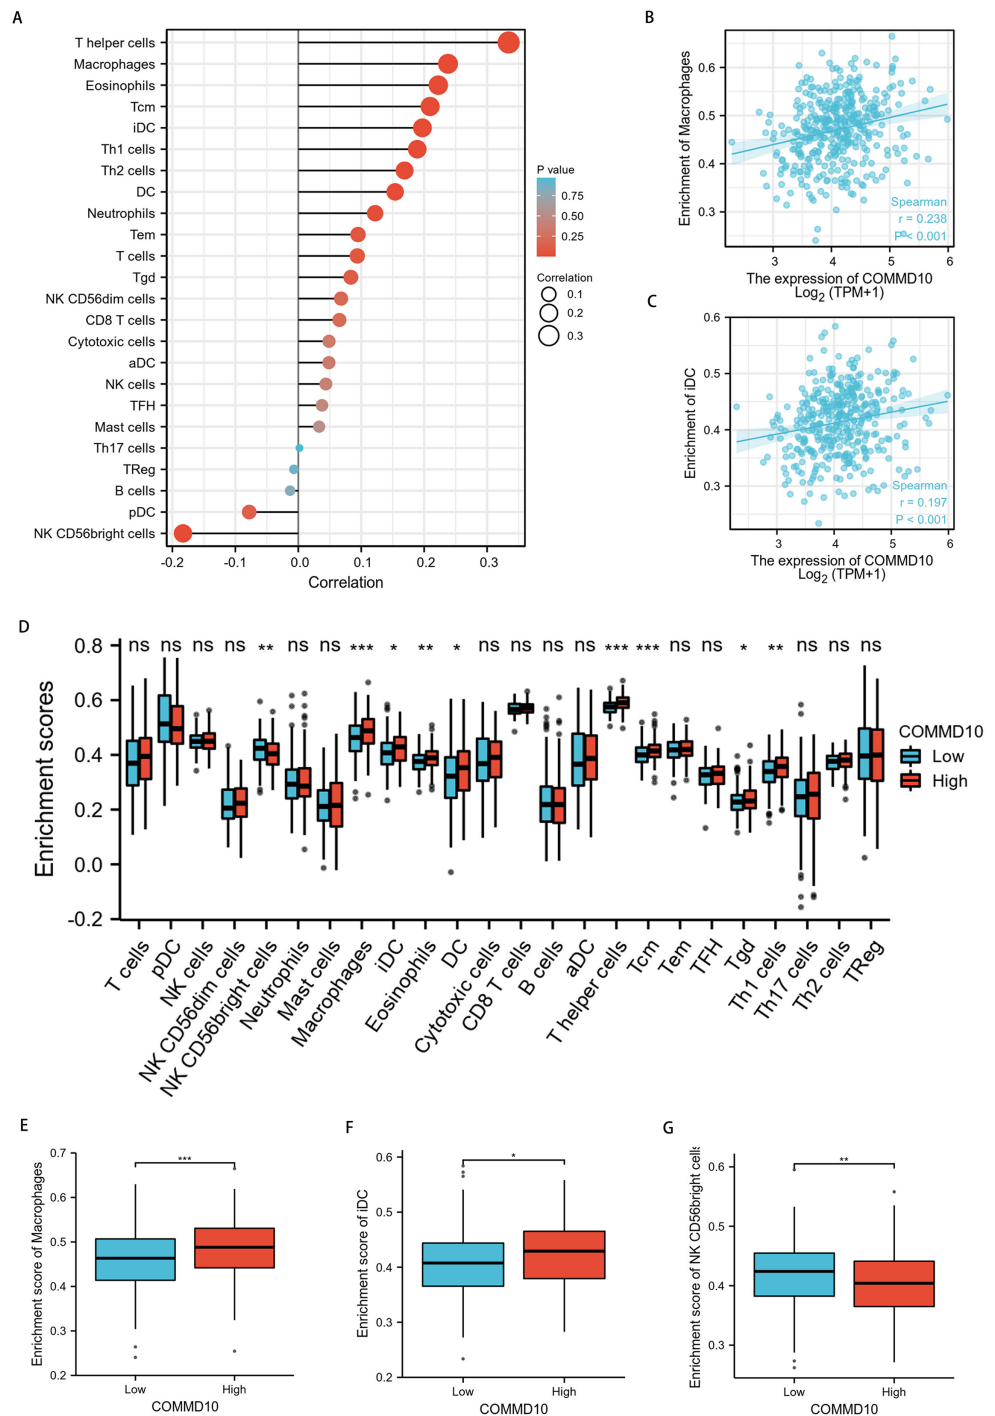 A
T helper cells
Macrophages
Eosinophils
Tcm
iDC
Th1 cells
Th2 cells
DC
Neutrophils
Tem
T cells
Tgd
NK CD56dim cells
CD8 T cells
Cytotoxic cells
aDC
NK cells
TFH
Mast cells
Th17 cells
TReg
B cells
pDC
NK CD56bright cells
-0.2 -0.1 0.0 0.1 0.2 0.3
Correlation
P value
0.75
0.50
0.25
Correlation
0.1
0.2
0.3
B
Enrichment of Macrophages
0.6
0.5
0.4
0.3
Spearman
r = 0.238
P < 0.001
3 4 5 6
The expression of COMMD10
Log2 (TPM+1)
C
Enrichment of iDC
0.6
0.5
0.4
0.3
Spearman
r = 0.197
P < 0.001
3 4 5 6
The expression of COMMD10
Log2 (TPM+1)
D
Enrichment scores
0.8
0.6
0.4
0.2
0.0
-0.2
ns ns ns ns ** ns ns *** * ** * ns ns ns ns *** *** ns ns * ** ns ns ns
T cells
pDC
NK cells
NK CD56dim cells
NK CD56bright cells
Neutrophils
Mast cells
Macrophages
iDC
Eosinophils
DC
Cytotoxic cells
CD8 T cells
B cells
aDC
T helper cells
Tcm
Tem
TFH
Tgd
Th1 cells
Th17 cells
Th2 cells
TReg
COMMD10
Low
High
E
Enrichment score of Macrophages
0.7
0.6
0.5
0.4
0.3
0.2
***
Low High
COMMD10
F
Enrichment score of iDC
0.6
0.5
0.4
0.3
0.2
*
Low High
COMMD10
G
Enrichment score of NK CD56bright cells
0.6
0.5
0.4
0.3
**
Low High
COMMD10